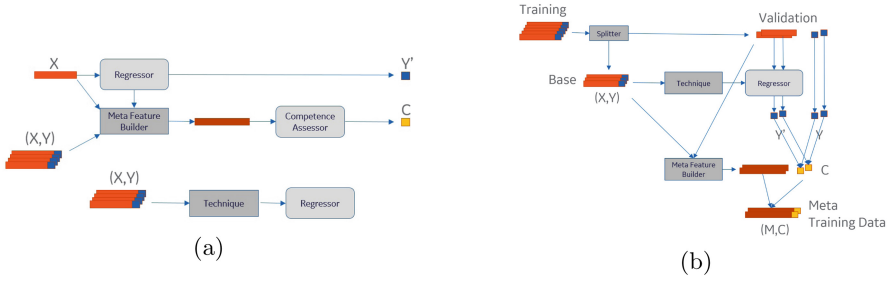 X
Regressor
Y'
Meta Feature
Builder
Competence
Assessor
C
(X,Y)
(X,Y)
Technique
Regressor
(a)
Training
Splitter
Validation
Base
(X,Y)
Technique
Regressor
Y'
Y
Meta Feature
Builder
C
Meta
Training Data
(M,C)
(b)